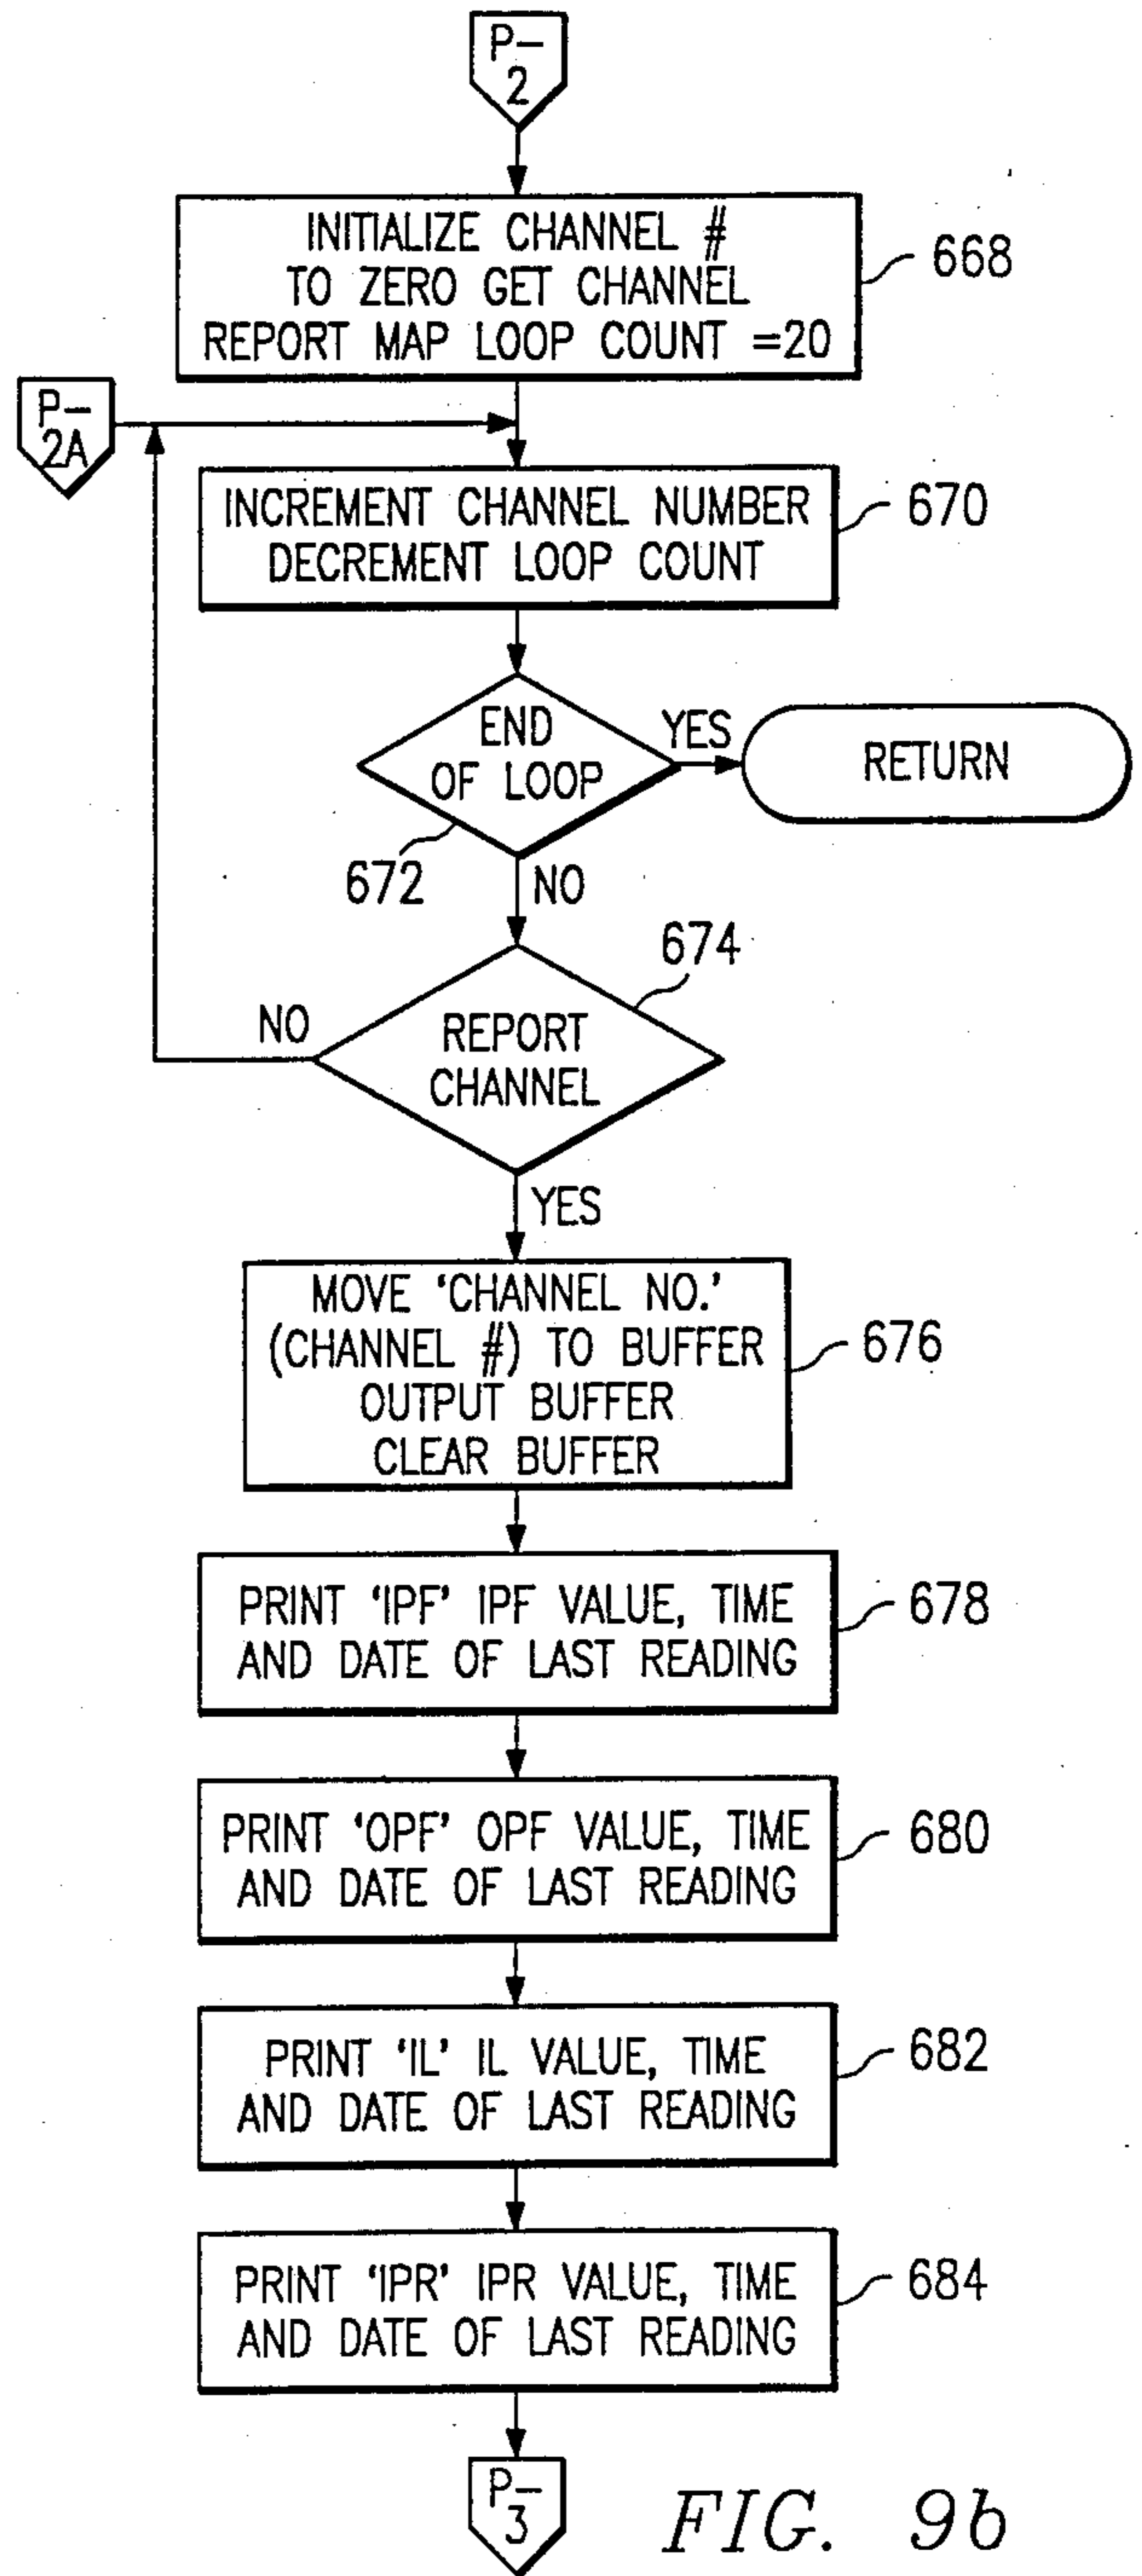 P-
2
INITIALIZE CHANNEL #
TO ZERO GET CHANNEL
REPORT MAP LOOP COUNT =20
668
P-
2A
INCREMENT CHANNEL NUMBER
DECREMENT LOOP COUNT
670
END
OF LOOP
YES
RETURN
672
NO
674
NO
REPORT
CHANNEL
YES
MOVE ‘CHANNEL NO.’
(CHANNEL #) TO BUFFER
OUTPUT BUFFER
CLEAR BUFFER
676
PRINT ‘IPF’ IPF VALUE, TIME
AND DATE OF LAST READING
678
PRINT ‘OPF’ OPF VALUE, TIME
AND DATE OF LAST READING
680
PRINT ‘IL’ IL VALUE, TIME
AND DATE OF LAST READING
682
PRINT ‘IPR’ IPR VALUE, TIME
AND DATE OF LAST READING
684
P-
3
FIG. 9b